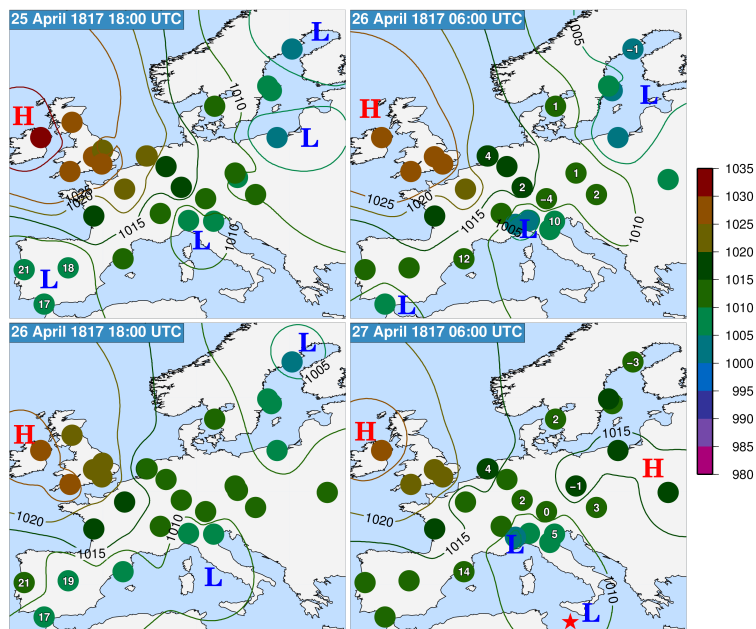 25 April 1817 18:00 UTC
L
1010
H
L
1025
1020
1015
1010
L
21
18
L
17
26 April 1817 06:00 UTC
1005
−1
L
H
1
4
1
2
−4
2
1025
1020
1015
1005
L
10
1010
12
L
26 April 1817 18:00 UTC
L
1005
H
1020
1015
1010
21
19
L
17
27 April 1817 06:00 UTC
−3
2
H
1015
4
H
−1
2
0
3
1020
1015
5
L
14
1010
L
1035
1030
1025
1020
1015
1010
1005
1000
995
990
985
980